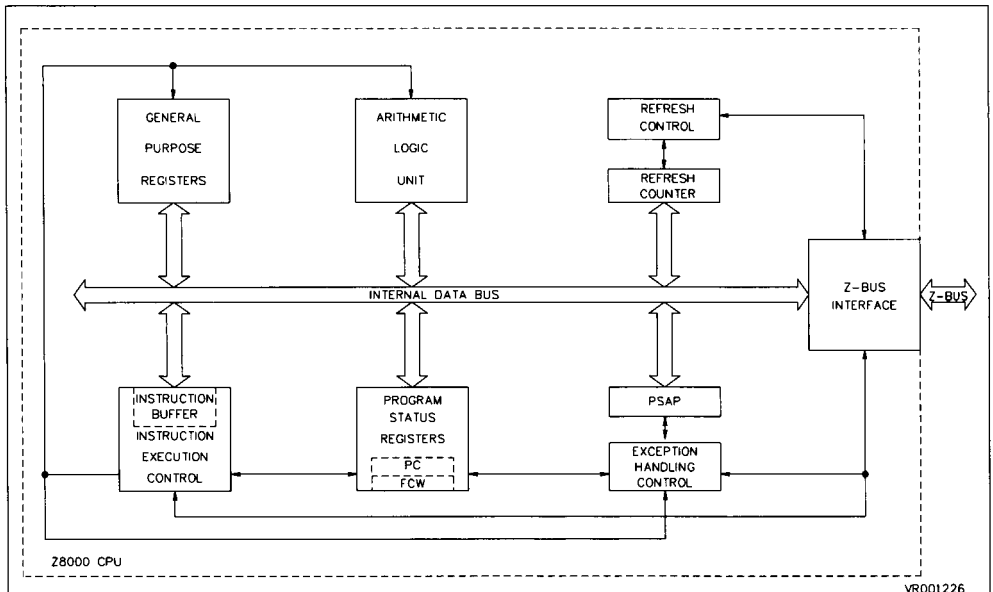 GENERAL
PURPOSE
REGISTERS
ARITHMETIC
LOGIC
UNIT
REFRESH
CONTROL
REFRESH
COUNTER
INTERNAL DATA BUS
Z-BUS
INTERFACE
Z-BUS
INSTRUCTION
BUFFER
INSTRUCTION
EXECUTION
CONTROL
PROGRAM
STATUS
REGISTERS
PC
FCW
PSAP
EXCEPTION
HANDLING
CONTROL
Z8000 CPU
VR001226